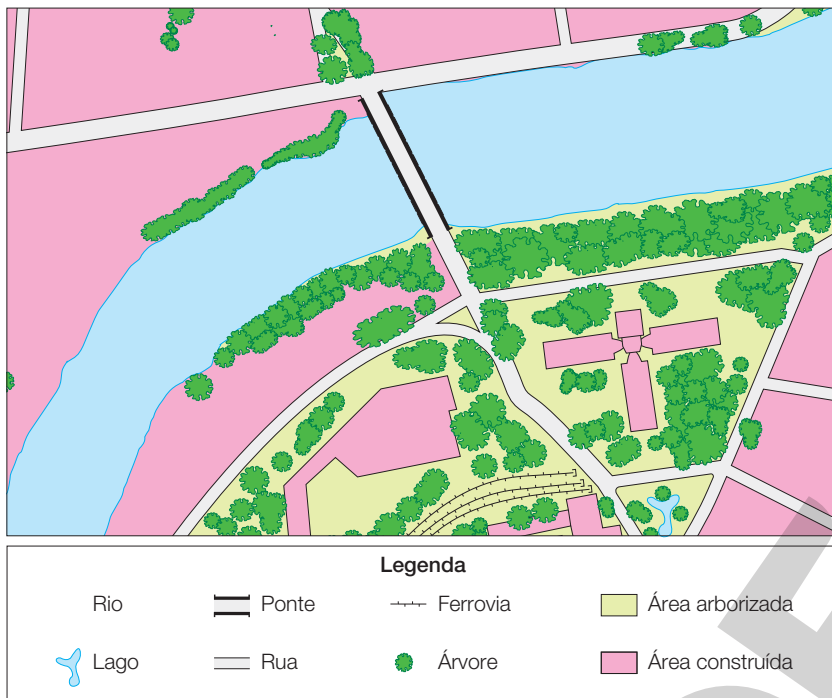 Legenda
Rio
Ponte
Ferrovia
Área arborizada
Lago
Rua
Árvore
Área construída